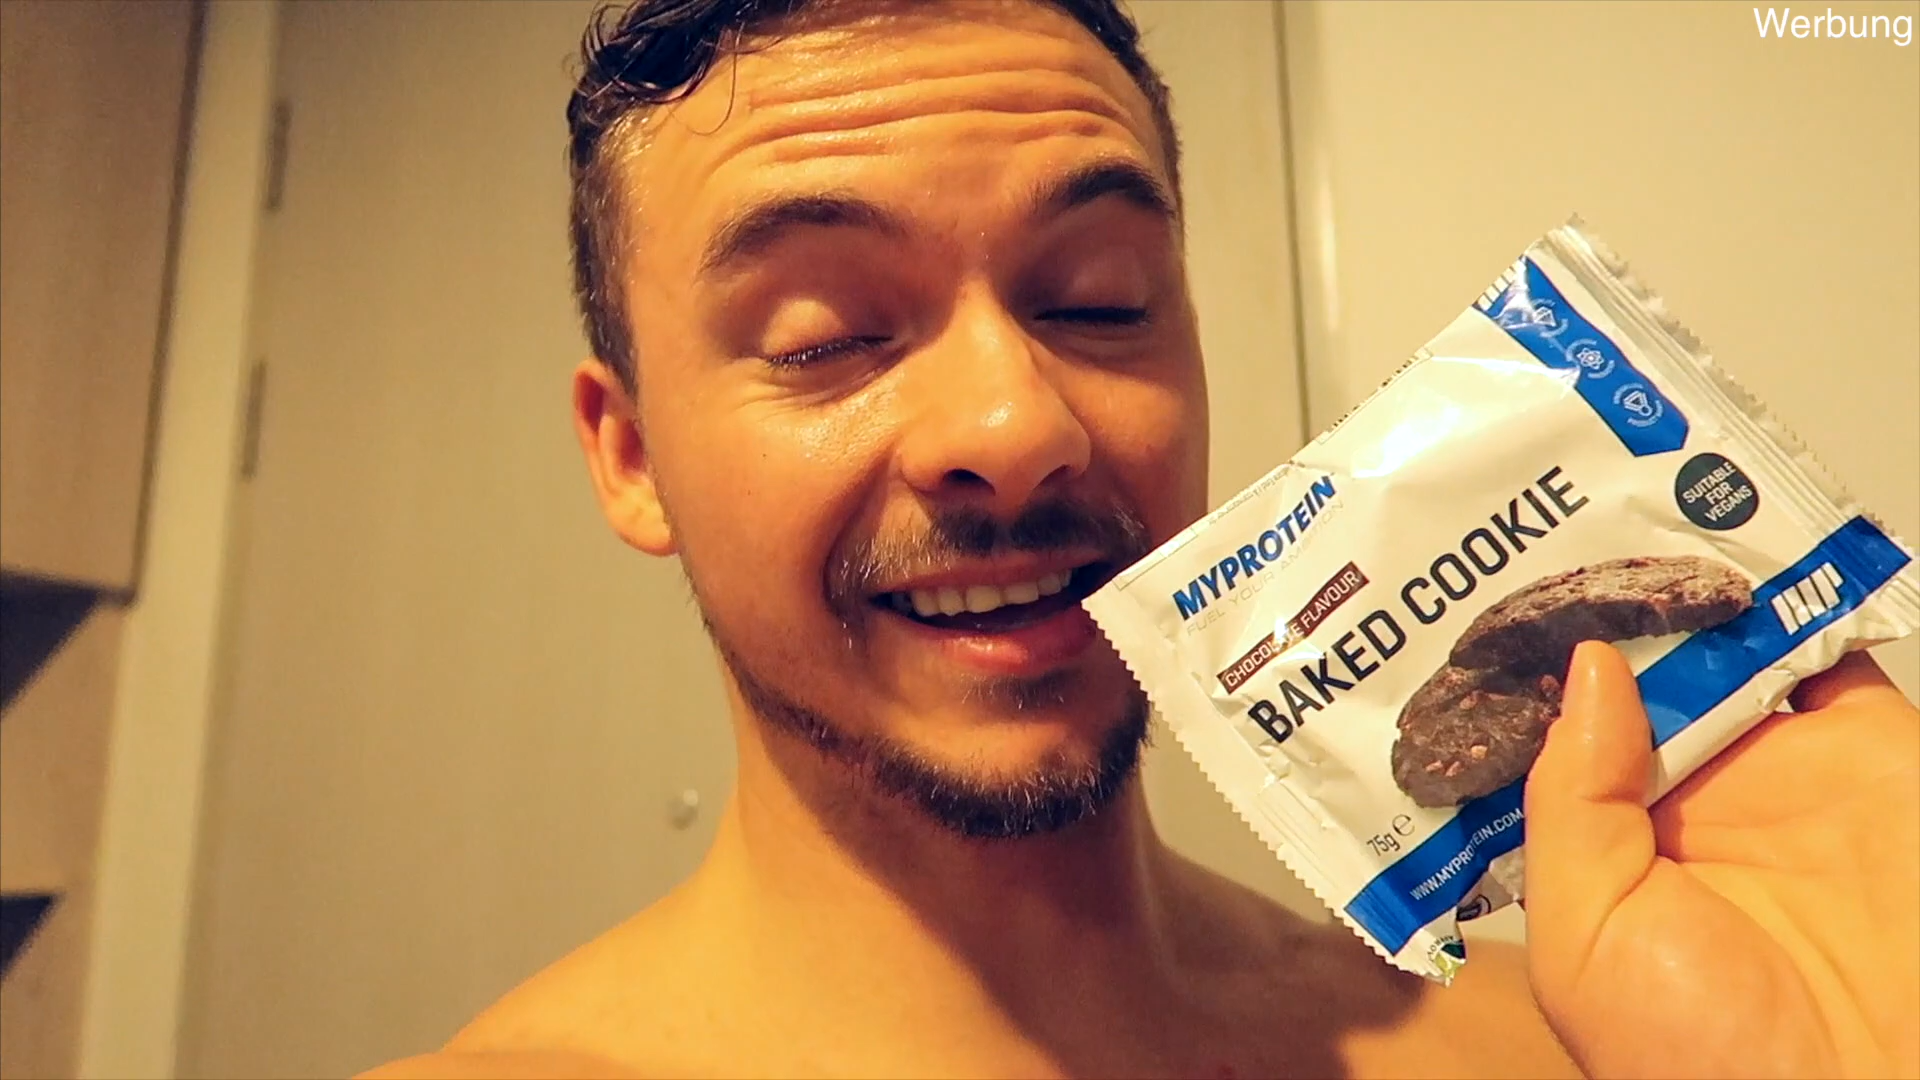 Werbung
SUITABLE
FOR
VEGANS
MYPROTEIN
FUEL YOUR AMBITION
CHOCOLATE FLAVOUR
BAKED COOKIE
75g ℮
WWW.MYPROTEIN.COM